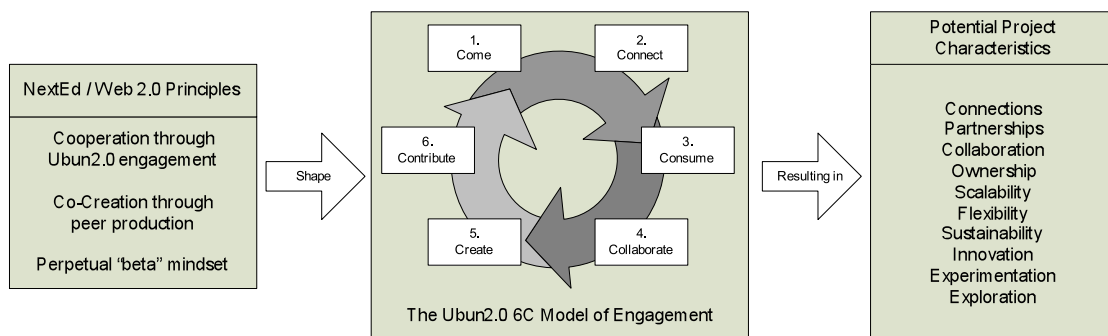 NextEd / Web 2.0 Principles
Cooperation through
Ubun2.0 engagement
Co-Creation through
peer production
Perpetual “beta” mindset
Shape
1.
Come
2.
Connect
3.
Consume
4.
Collaborate
5.
Create
6.
Contribute
The Ubun2.0 6C Model of Engagement
Resulting in
Potential Project
Characteristics
Connections
Partnerships
Collaboration
Ownership
Scalability
Flexibility
Sustainability
Innovation
Experimentation
Exploration